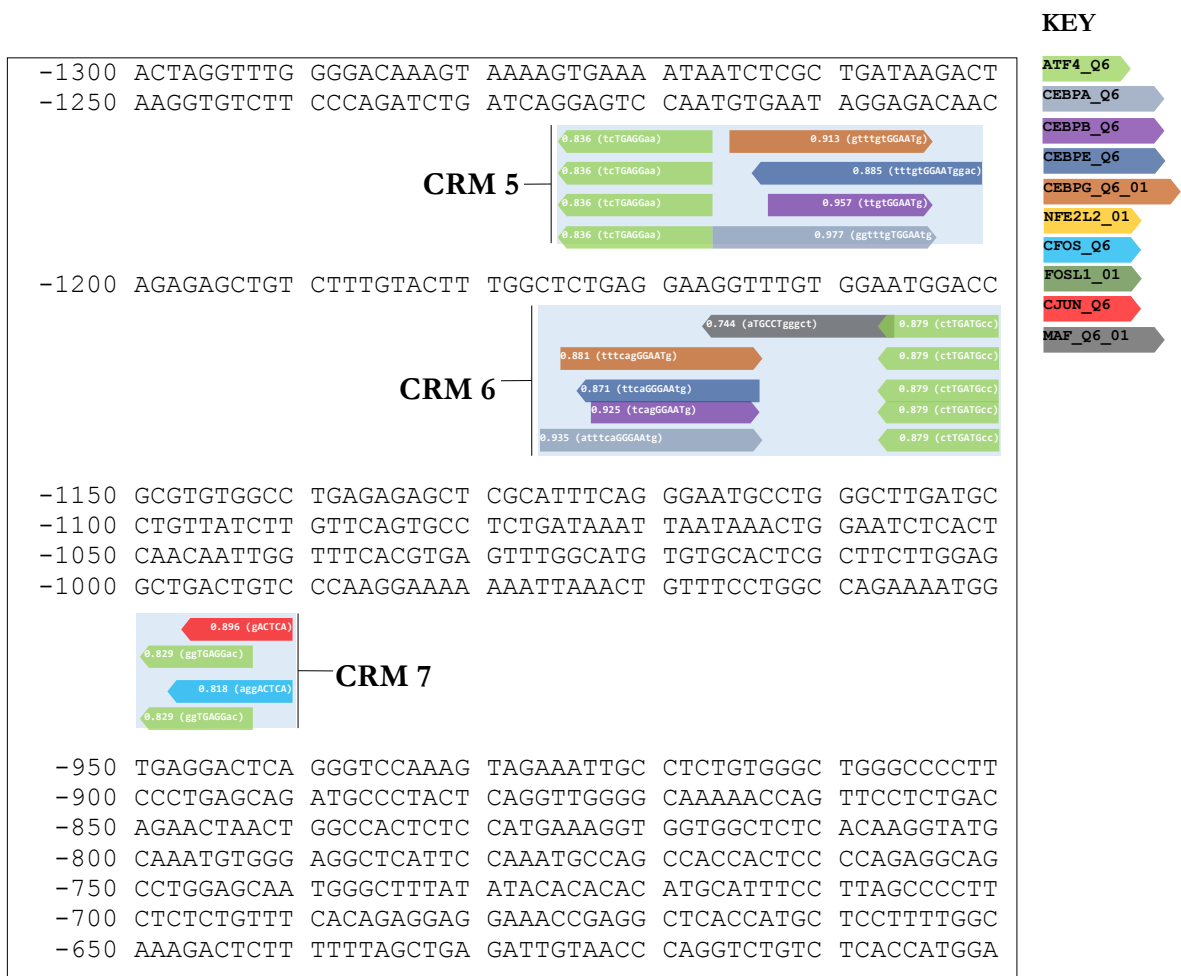 KEY
ATF4_Q6
CEBPA_Q6
CEBPB_Q6
CEBPE_Q6
CEBPG_Q6_01
NFE2L2_01
CFOS_Q6
FOSL1_01
CJUN_Q6
MAF_Q6_01
-1300 ACTAGGTTTG GGGACAAAGT AAAAGTGAAA ATAATCTCGC TGATAAGACT
-1250 AAGGTGTCTT CCCAGATCTG ATCAGGAGTC CAATGTGAAT AGGAGACAAC
CRM 5
0.836 (tcTGAGGaa) 0.913 (gtttgtGGAATg)
0.836 (tcTGAGGaa) 0.885 (tttgtGGAATggac)
0.836 (tcTGAGGaa) 0.957 (ttgtGGAATg)
0.836 (tcTGAGGaa) 0.977 (ggtttgTGGAAtg
-1200 AGAGAGCTGT CTTTGTACTT TGGCTCTGAG GAAGGTTTGT GGAATGGACC
CRM 6
0.744 (aTGCCTgggct) 0.879 (ctTGATGcc)
0.881 (tttcagGGAATg) 0.879 (ctTGATGcc)
0.871 (ttcaGGGAAtg) 0.879 (ctTGATGcc)
0.925 (tcagGGAATg) 0.879 (ctTGATGcc)
0.935 (atttcaGGGAAtg) 0.879 (ctTGATGcc)
-1150 GCGTGTGGCC TGAGAGAGCT CGCATTTCAG GGAATGCCTG GGCTTGATGC
-1100 CTGTTATCTT GTTCAGTGCC TCTGATAAAT TAATAAACTG GAATCTCACT
-1050 CAACAATTGG TTTCACGTGA GTTTGGCATG TGTGCACTCG CTTCTTGGAG
-1000 GCTGACTGTC CCAAGGAAAA AAATTAAACT GTTTCCTGGC CAGAAAATGG
0.896 (gACTCA)
0.829 (ggTGAGGac)
CRM 7
0.818 (aggACTCA)
0.829 (ggTGAGGac)
-950 TGAGGACTCA GGGTCCAAAG TAGAAATTGC CTCTGTGGGC TGGGCCCCTT
-900 CCCTGAGCAG ATGCCCTACT CAGGTTGGGG CAAAAACCAG TTCCTCTGAC
-850 AGAACTAACT GGCCACTCTC CATGAAAGGT GGTGGCTCTC ACAAGGTATG
-800 CAAATGTGGG AGGCTCATTC CAAATGCCAG CCACCACTCC CCAGAGGCAG
-750 CCTGGAGCAA TGGGCTTTAT ATACACACAC ATGCATTTCC TTAGCCCCTT
-700 CTCTCTGTTT CACAGAGGAG GAAACCGAGG CTCACCATGC TCCTTTTGGC
-650 AAAGACTCTT TTTTAGCTGA GATTGTAACC CAGGTCTGTC TCACCATGGA